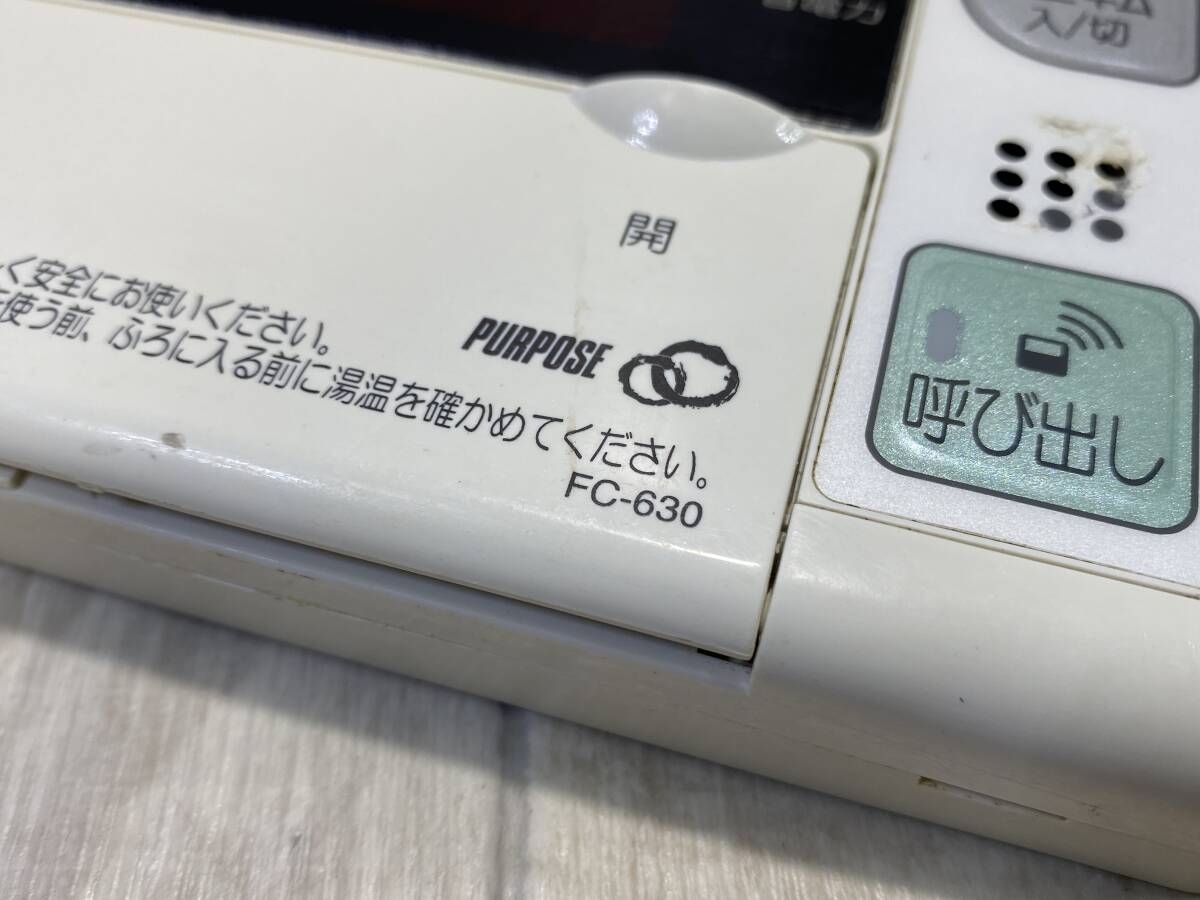 入/切
開
く安全にお使いください。
使う前、ふろに入る前に湯温を確かめてください。
PURPOSE
FC-630
呼び出し